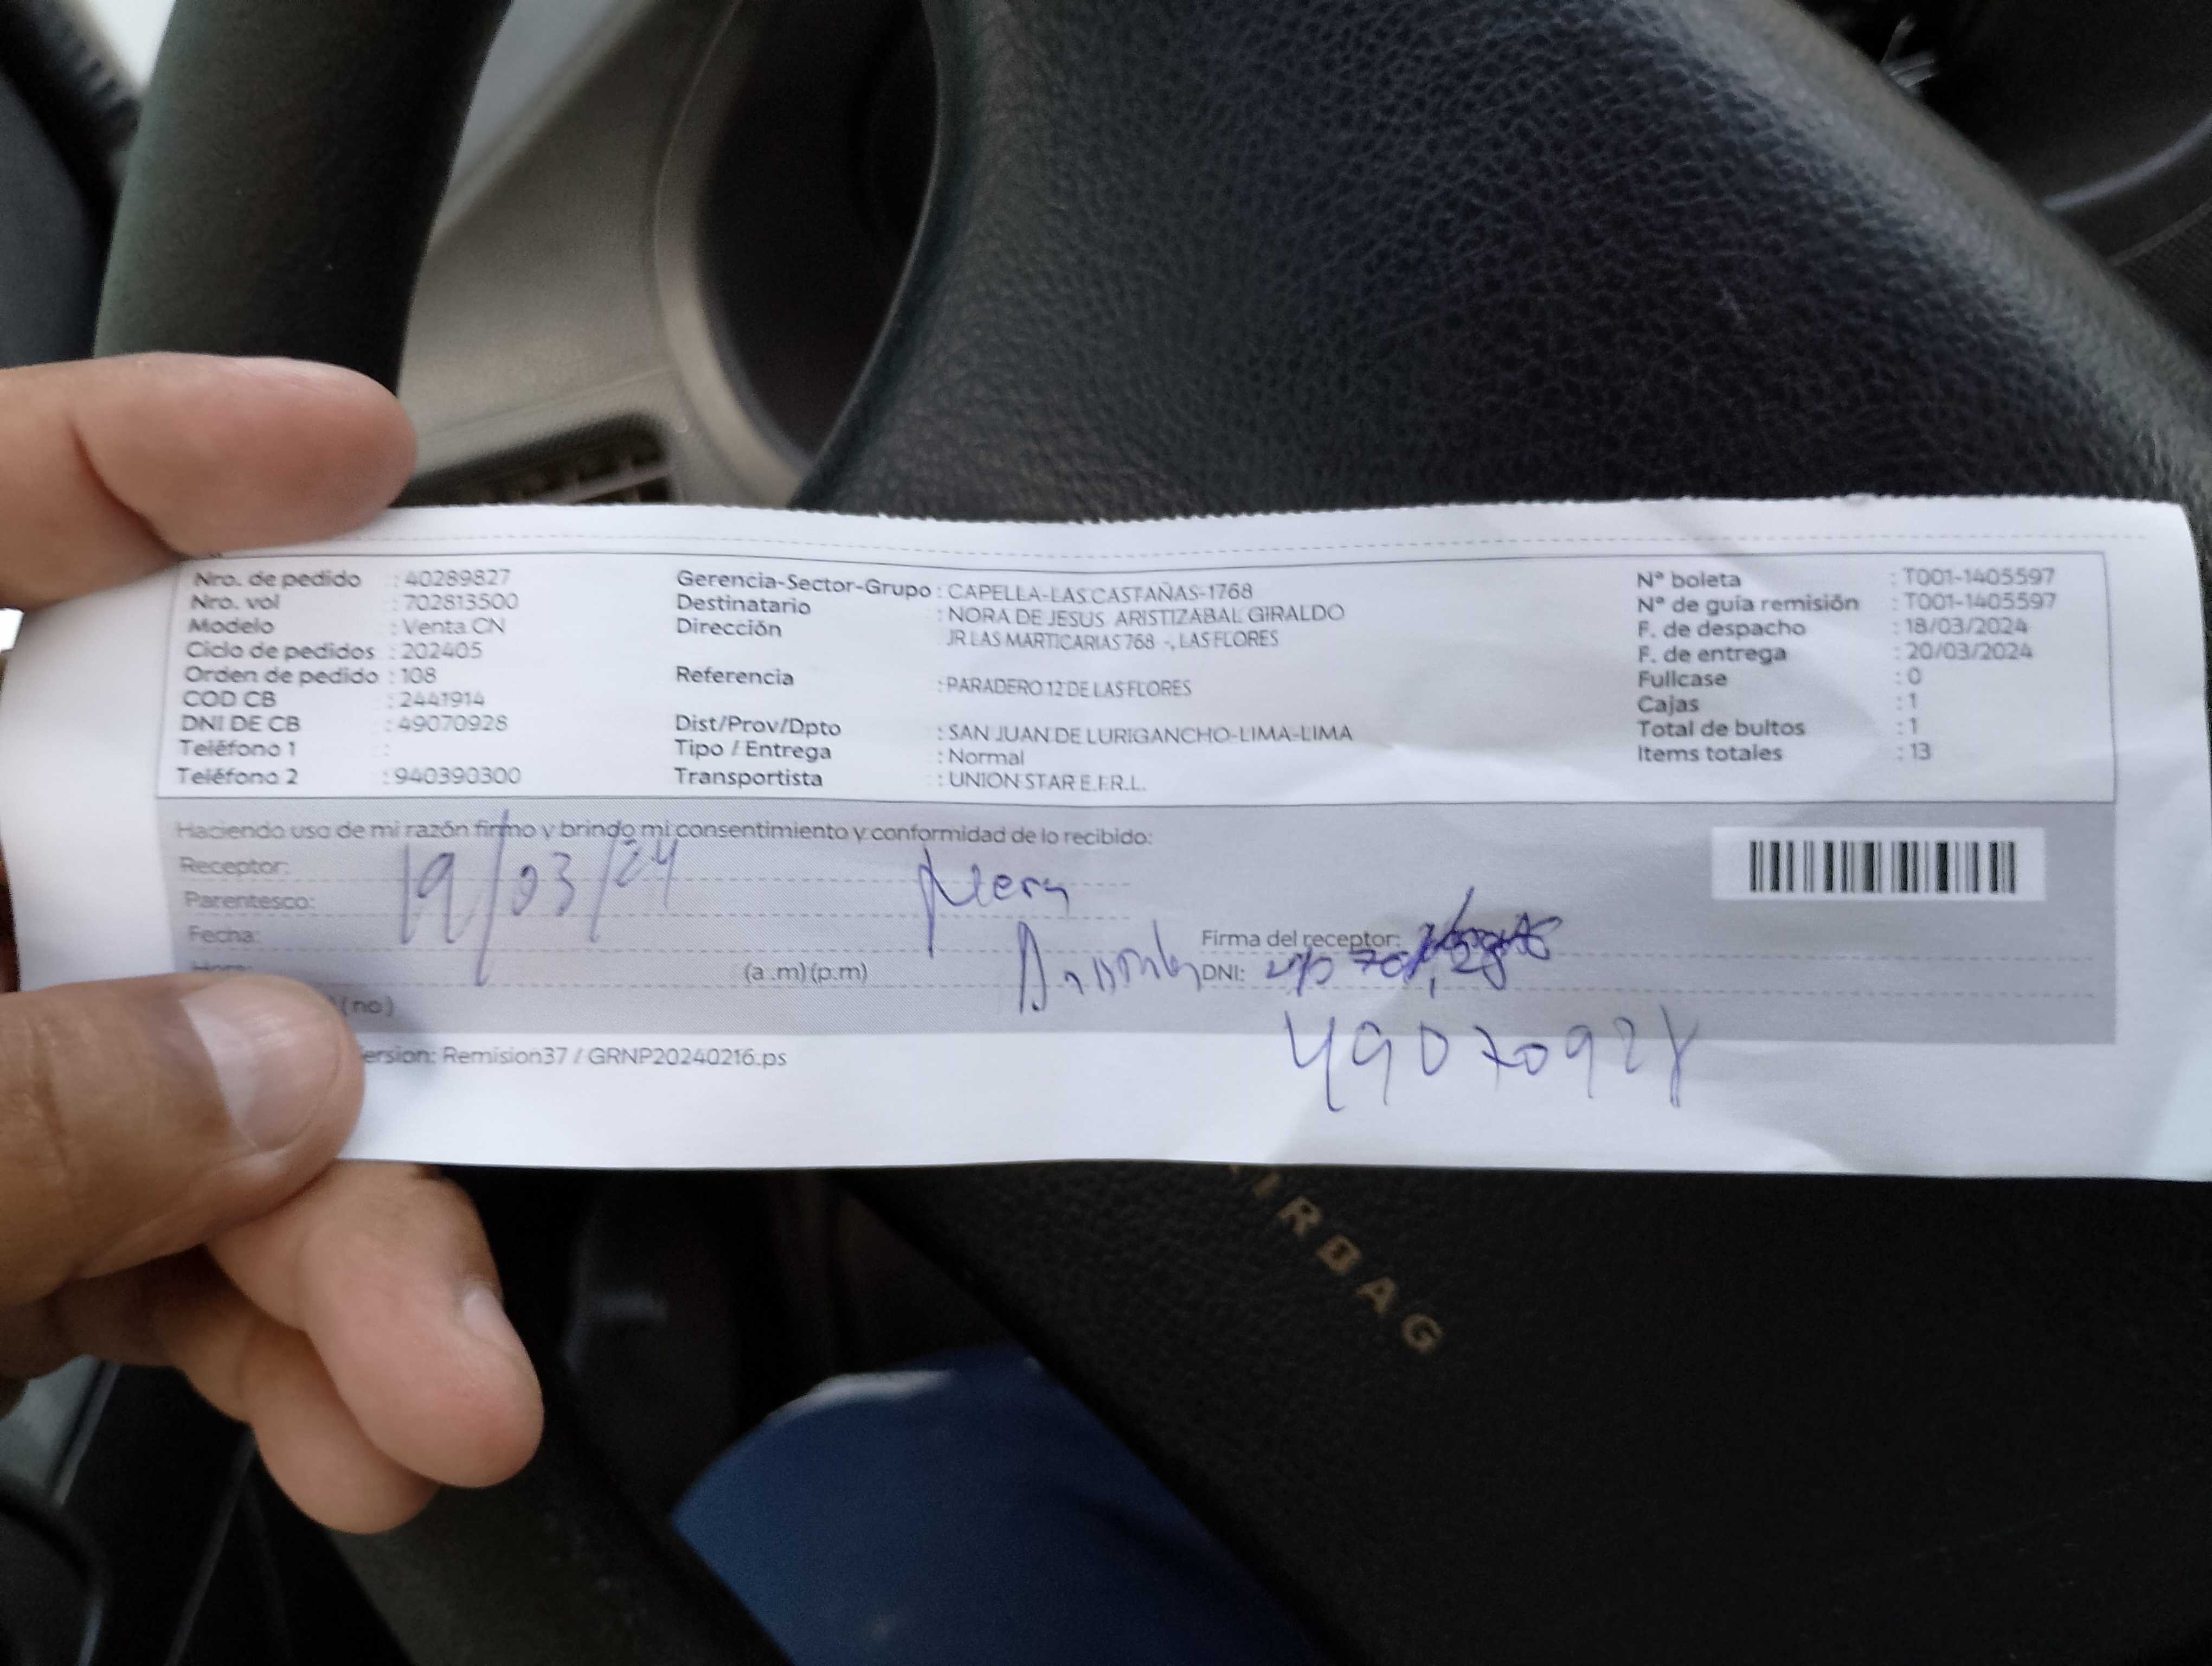 Nro. de pedido : 40289827
Nro. vol : 702813500
Modelo : Venta CN
Ciclo de pedidos : 202405
Orden de pedido : 108
COD CB : 2441914
DNI DE CB : 49070928
Teléfono 1 :
Teléfono 2 : 940390300
Gerencia-Sector-Grupo : CAPELLA-LAS CASTAÑAS-1768
Destinatario : NORA DE JESUS ARISTIZABAL GIRALDO
Dirección JR LAS MARTICARIAS 768 -, LAS FLORES
Referencia : PARADERO 12 DE LAS FLORES
Dist/Prov/Dpto : SAN JUAN DE LURIGANCHO-LIMA-LIMA
Tipo / Entrega : Normal
Transportista : UNION STAR E.I.R.L.
Nº boleta : T001-1405597
Nº de guía remisión : T001-1405597
F. de despacho : 18/03/2024
F. de entrega : 20/03/2024
Fullcase : 0
Cajas : 1
Total de bultos : 1
Items totales : 13
Haciendo uso de mi razón firmo y brindo mi consentimiento y conformidad de lo recibido:
Receptor:
Parentesco:
19/03/24
Fecha:
Firma del receptor:
Hora: (a.m)(p.m)
DNI:
(no)
49070928
ersion: Remision37 / GRNP20240216.ps
AIRBAG